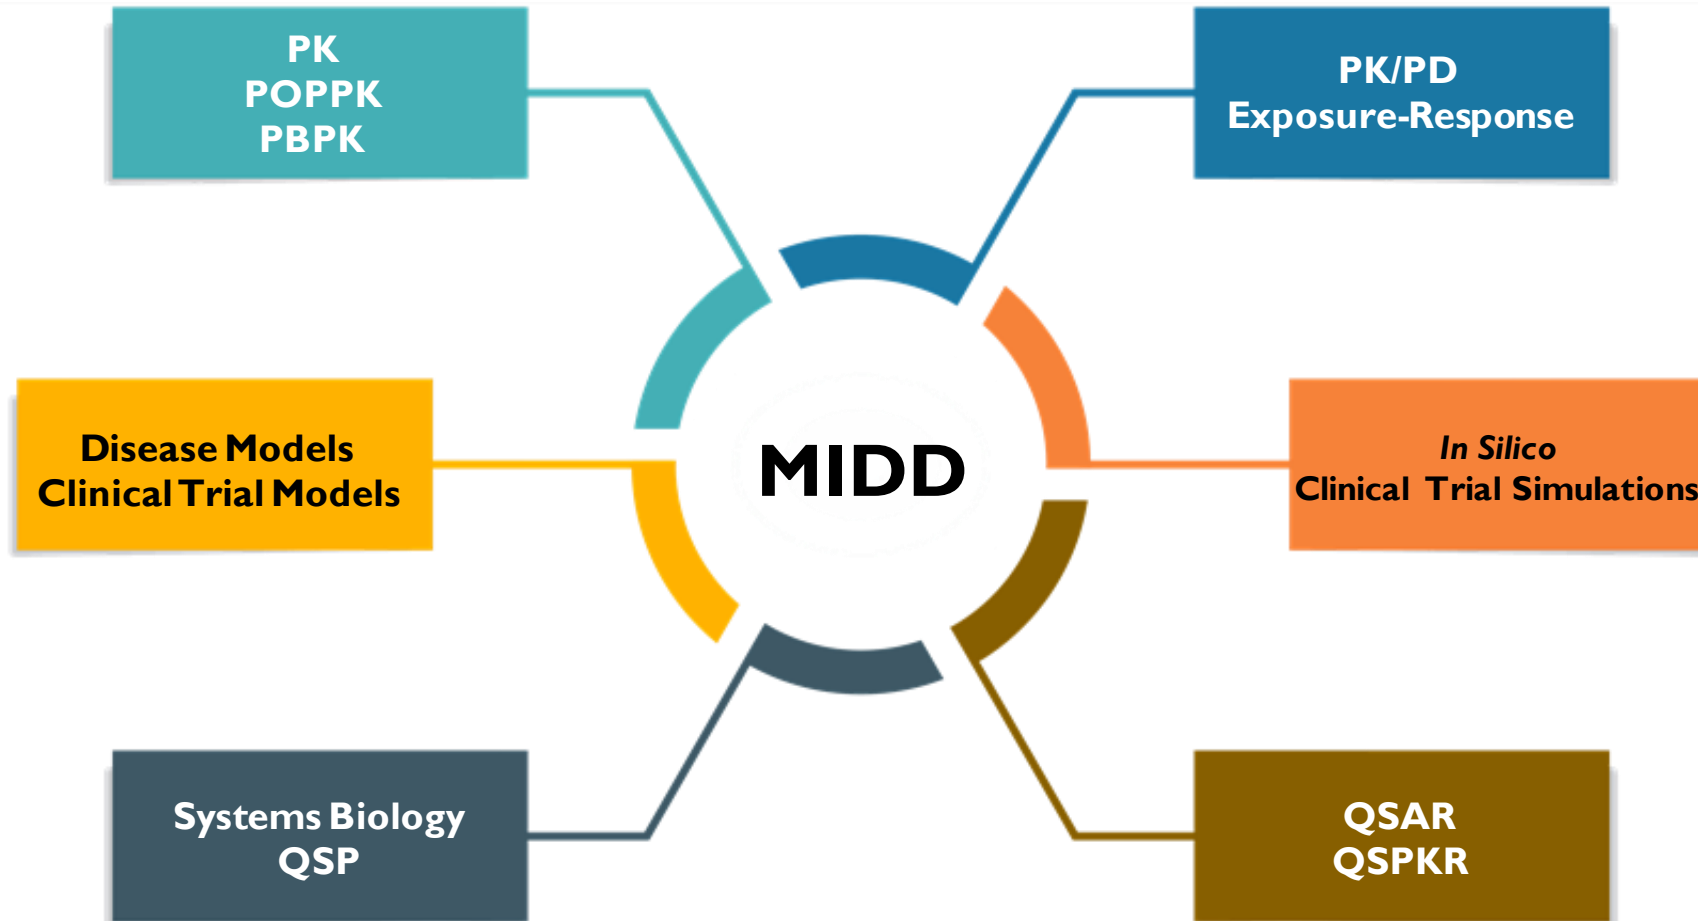 PK
POPPK
PBPK
PK/PD
Exposure-Response
Disease Models
Clinical Trial Models
MIDD
In Silico
Clinical Trial Simulations
Systems Biology
QSP
QSAR
QSPKR